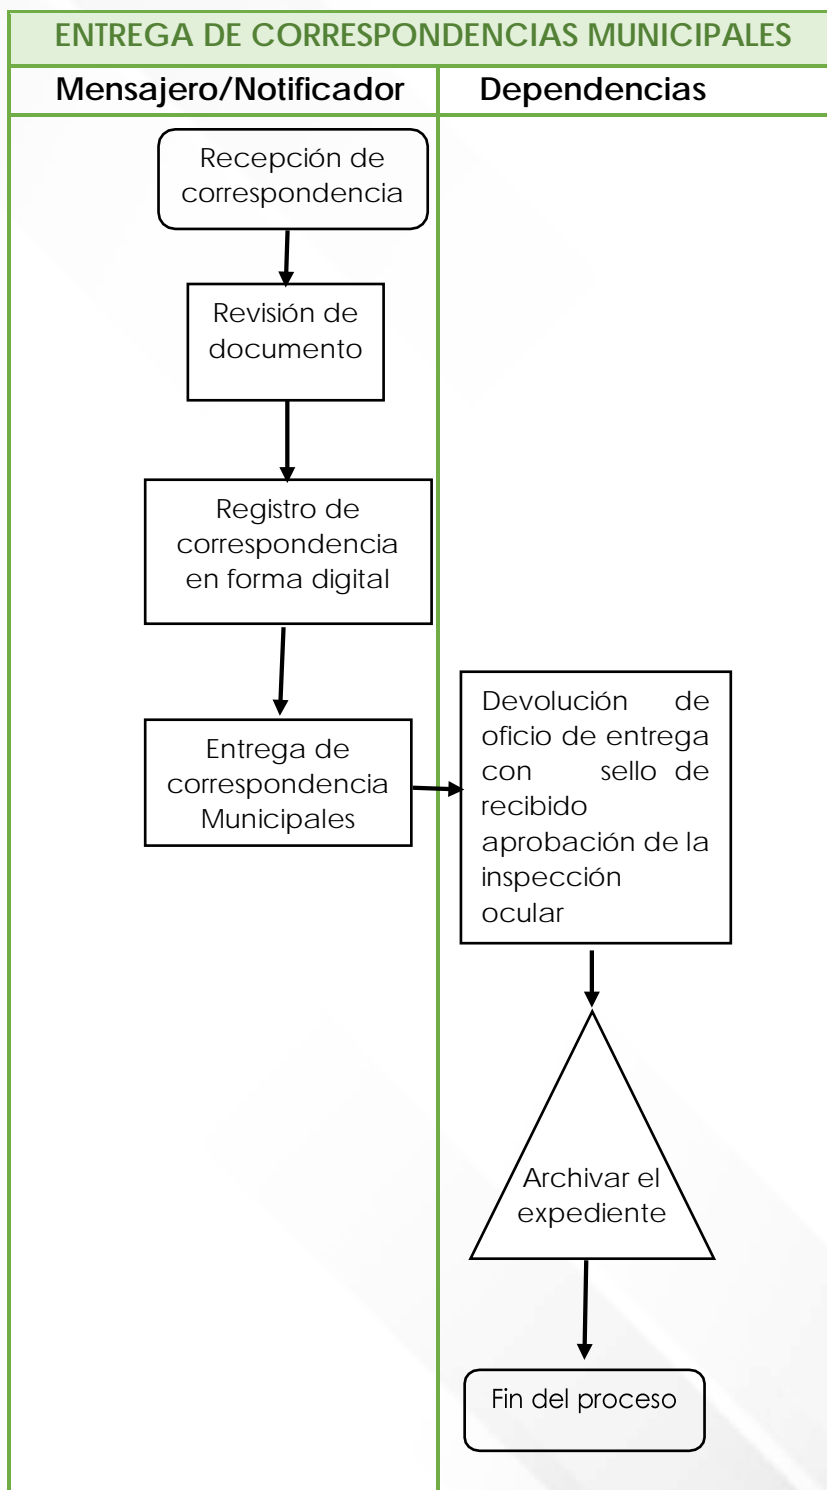 ENTREGA DE CORRESPONDENCIAS MUNICIPALES
Mensajero/Notificador
Dependencias
Recepción de
correspondencia
Revisión de
documento
Registro de
correspondencia
en forma digital
Entrega de
correspondencia
Municipales
Devolución de
oficio de entrega
con sello de
recibido
aprobación de la
inspección
ocular
Archivar el
expediente
Fin del proceso